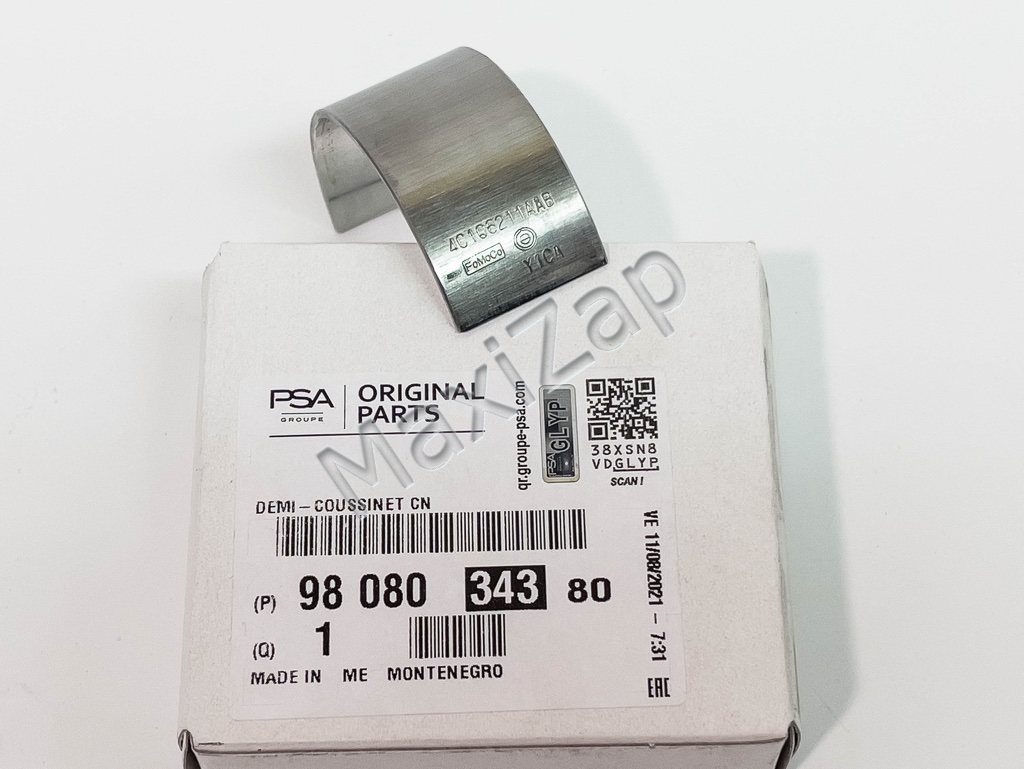 4C1Q6211AAB
FoMoCo e Y1CA
MaxiZap
PSA
GROUPE
ORIGINAL
PARTS
qr.groupe-psa.com
PSA GLYP
38XSN8
VDGLYP
SCAN!
DEMI-COUSSINET CN
(P) 98 080 343 80
(Q) 1
MADE IN ME MONTENEGRO
VE 11/08/2021 - 7:31
EAC